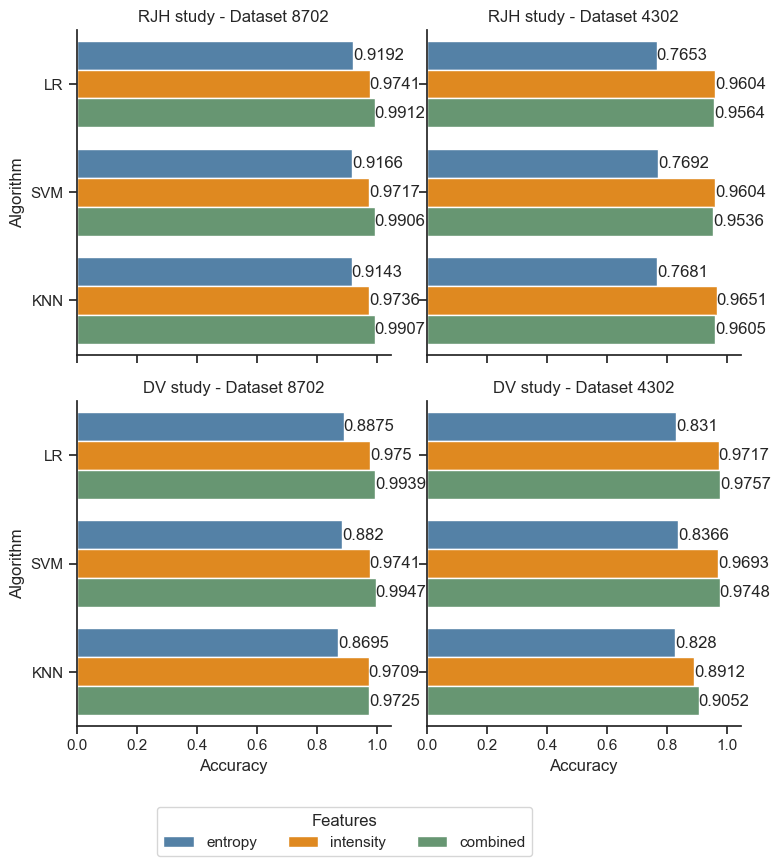 RJH study - Dataset 8702
RJH study - Dataset 4302
Algorithm
LR
0.9192
0.9741
0.9912
SVM
0.9166
0.9717
0.9906
KNN
0.9143
0.9736
0.9907
0.7653
0.9604
0.9564
0.7692
0.9604
0.9536
0.7681
0.9651
0.9605
DV study - Dataset 8702
DV study - Dataset 4302
Algorithm
LR
0.8875
0.975
0.9939
SVM
0.882
0.9741
0.9947
KNN
0.8695
0.9709
0.9725
0.831
0.9717
0.9757
0.8366
0.9693
0.9748
0.828
0.8912
0.9052
0.0 0.2 0.4 0.6 0.8 1.0
Accuracy
0.0 0.2 0.4 0.6 0.8 1.0
Accuracy
Features
entropy intensity combined